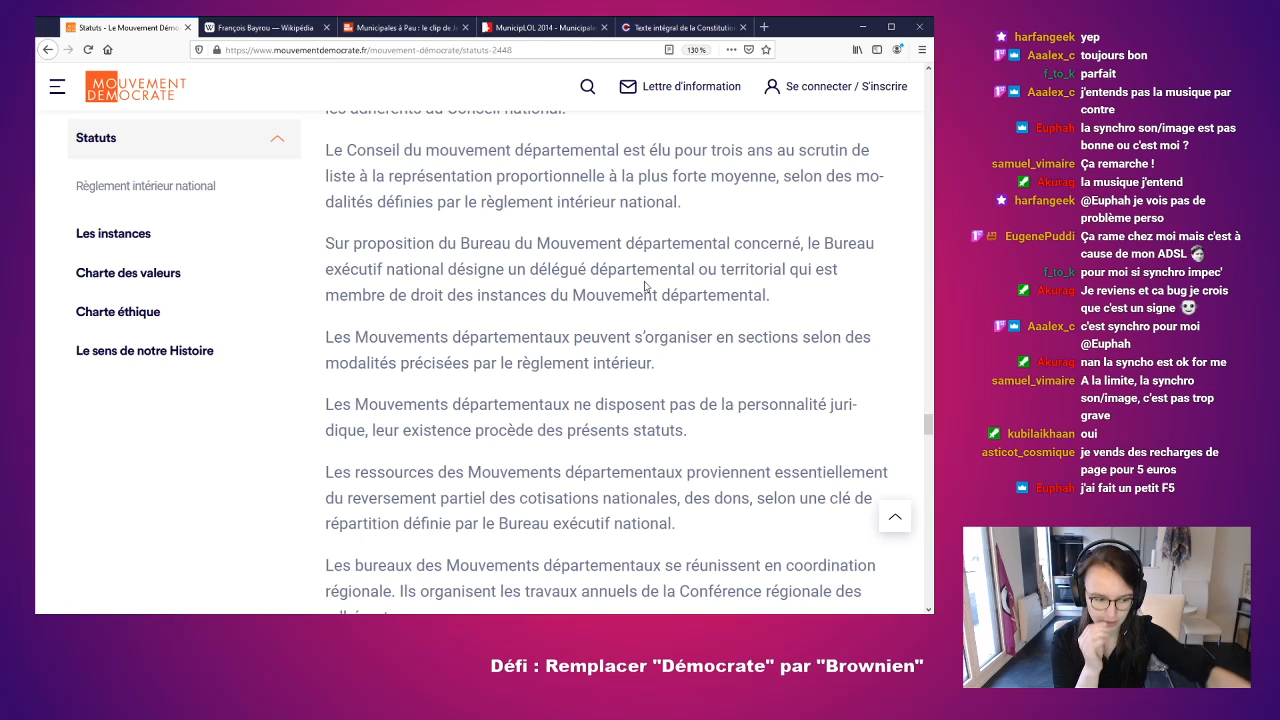 Statuts - Le Mouvement Démo
François Bayrou — Wikipédia
Municipales à Pau : le clip de Je
MunicipLOL 2014 - Municipale
Texte intégral de la Constitution
https://www.mouvementdemocrate.fr/mouvement-démocrate/statuts-2448
130 %
MOUVEMENT
DEMOCRATE
Lettre d'information
Se connecter / S'inscrire
Statuts
Règlement intérieur national
Les instances
Charte des valeurs
Charte éthique
Le sens de notre Histoire
les adhérents au Conseil national.
Le Conseil du mouvement départemental est élu pour trois ans au scrutin de
liste à la représentation proportionnelle à la plus forte moyenne, selon des mo-
dalités définies par le règlement intérieur national.
Sur proposition du Bureau du Mouvement départemental concerné, le Bureau
exécutif national désigne un délégué départemental ou territorial qui est
membre de droit des instances du Mouvement départemental.
Les Mouvements départementaux peuvent s'organiser en sections selon des
modalités précisées par le règlement intérieur.
Les Mouvements départementaux ne disposent pas de la personnalité juri-
dique, leur existence procède des présents statuts.
Les ressources des Mouvements départementaux proviennent essentiellement
du reversement partiel des cotisations nationales, des dons, selon une clé de
répartition définie par le Bureau exécutif national.
Les bureaux des Mouvements départementaux se réunissent en coordination
régionale. Ils organisent les travaux annuels de la Conférence régionale des
harfangeek yep
Aaalex_c toujours bon
f_to_k parfait
Aaalex_c j'entends pas la musique par
contre
Euphah la synchro son/image est pas
bonne ou c'est moi ?
samuel_vimaire Ça remarche !
Akurag la musique j'entend
harfangeek @Euphah je vois pas de
problème perso
EugenePuddi Ça rame chez moi mais c'est à
cause de mon ADSL
f_to_k pour moi si synchro impec'
Akurag Je reviens et ca bug je crois
que c'est un signe
Aaalex_c c'est synchro pour moi
@Euphah
Akurag nan la syncho est ok for me
samuel_vimaire A la limite, la synchro
son/image, c'est pas trop
grave
kubilaikhaan oui
asticot_cosmique je vends des recharges de
page pour 5 euros
Euphah j'ai fait un petit F5
Défi : Remplacer "Démocrate" par "Brownien"